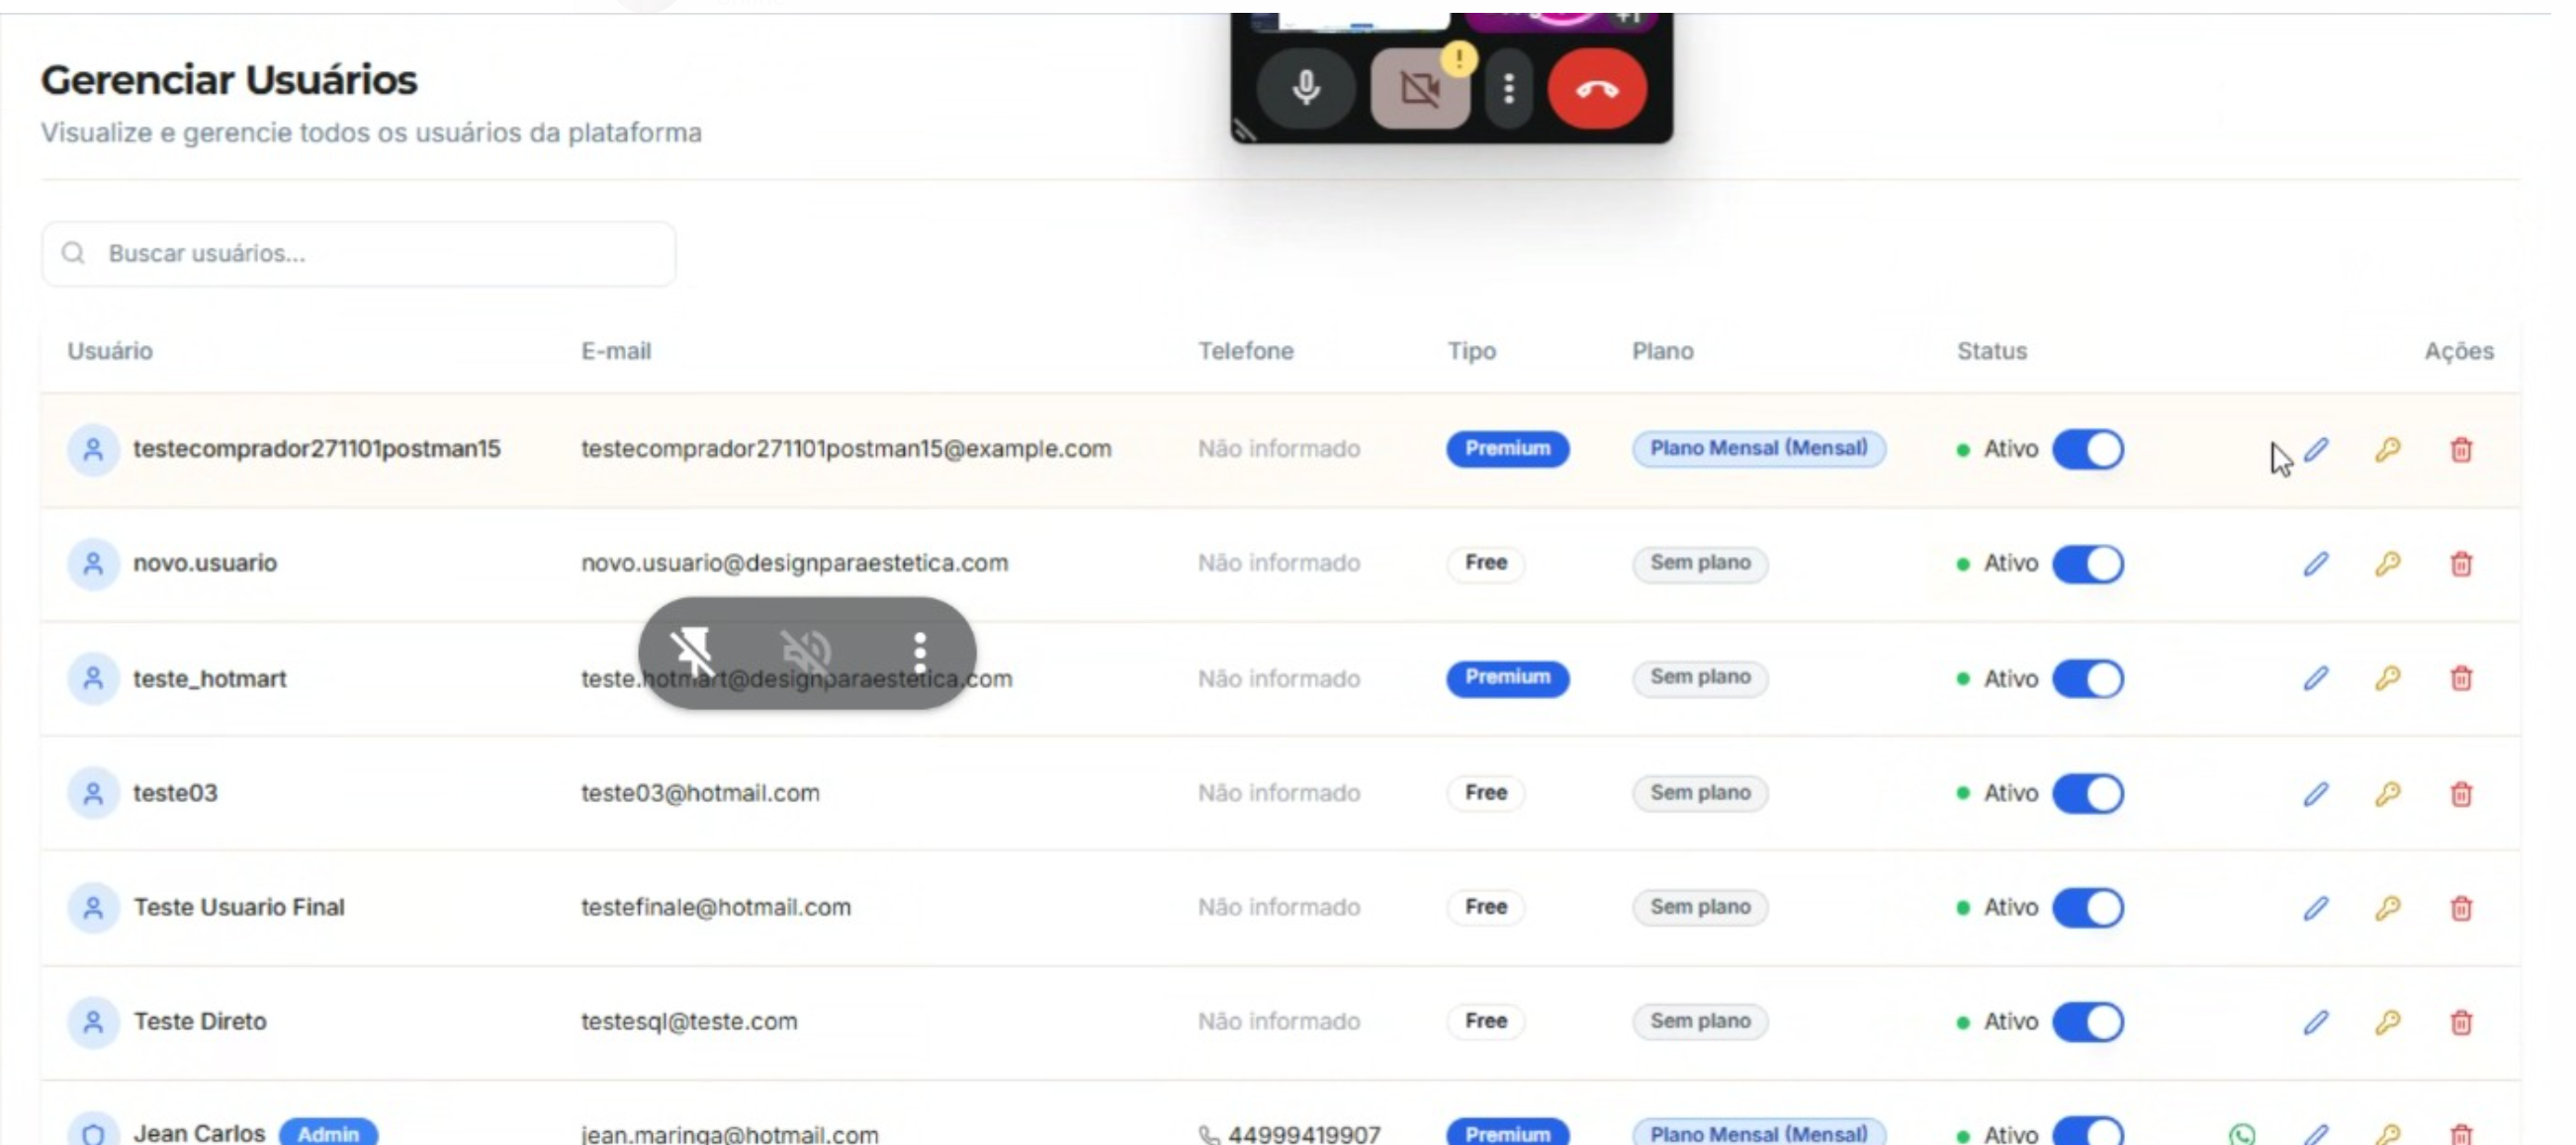 Gerenciar Usuários
Visualize e gerencie todos os usuários da plataforma
Buscar usuários...
Usuário E-mail Telefone Tipo Plano Status Ações
testecomprador271101postman15 testecomprador271101postman15@example.com Não informado Premium Plano Mensal (Mensal) Ativo
novo.usuario novo.usuario@designparaestetica.com Não informado Free Sem plano Ativo
teste_hotmart teste.hotmart@designparaestetica.com Não informado Premium Sem plano Ativo
teste03 teste03@hotmail.com Não informado Free Sem plano Ativo
Teste Usuario Final testefinale@hotmail.com Não informado Free Sem plano Ativo
Teste Direto testesql@teste.com Não informado Free Sem plano Ativo
Jean Carlos Admin jean.maringa@hotmail.com 44999419907 Premium Plano Mensal (Mensal) Ativo